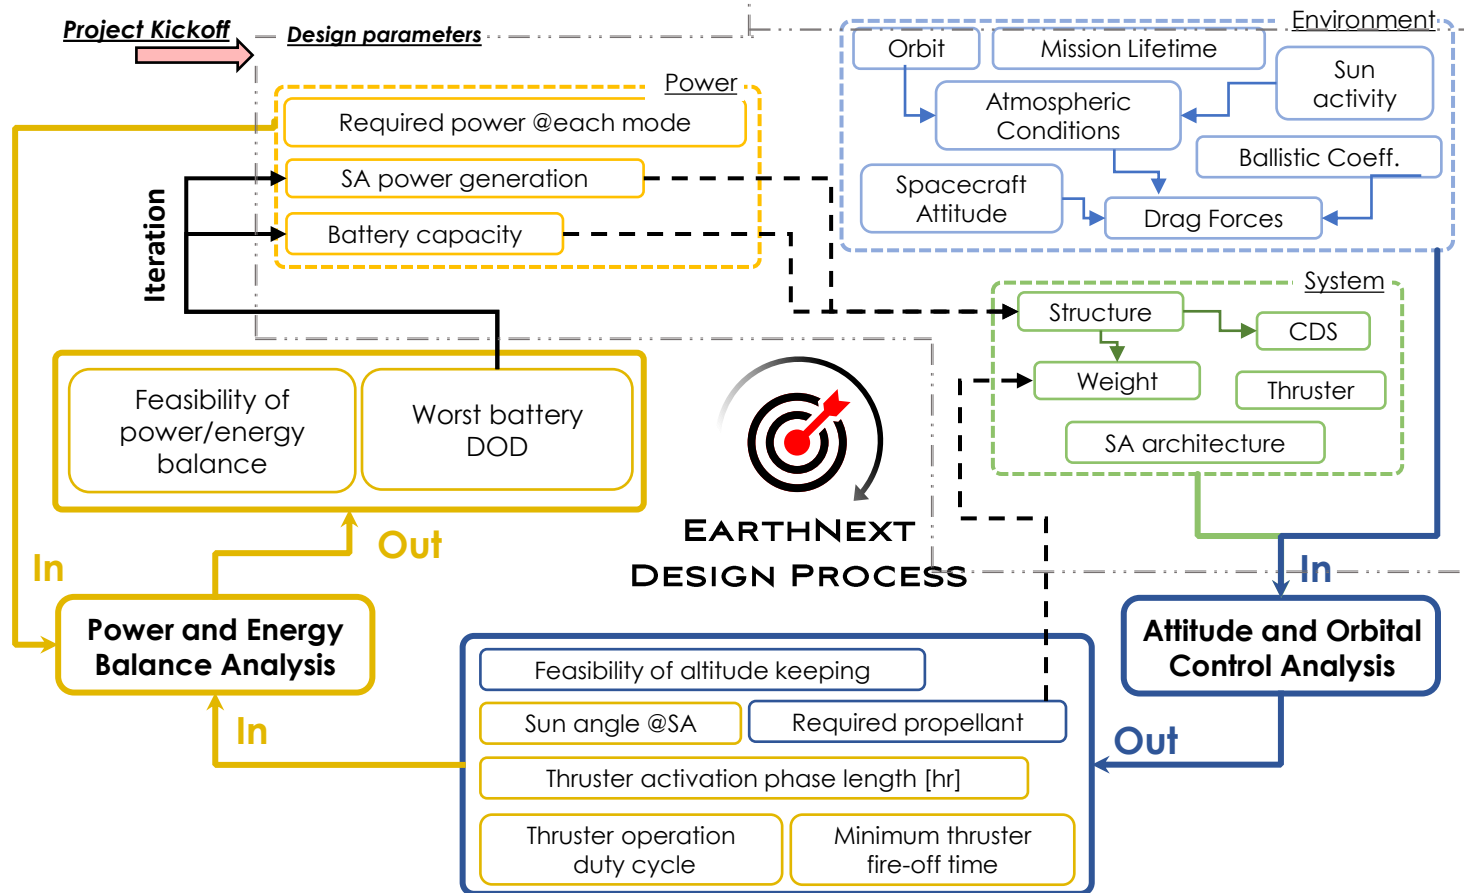 Project Kickoff
Design parameters
Environment
Orbit
Mission Lifetime
Sun
activity
Atmospheric
Conditions
Ballistic Coeff.
Spacecraft
Attitude
Drag Forces
Power
Required power @each mode
SA power generation
Battery capacity
Iteration
System
Structure
CDS
Weight
Thruster
SA architecture
Feasibility of
power/energy
balance
Worst battery
DOD
EarthNext
Design Process
In
Out
In
Power and Energy
Balance Analysis
Attitude and Orbital
Control Analysis
In
Out
Feasibility of altitude keeping
Sun angle @SA
Required propellant
Thruster activation phase length [hr]
Thruster operation
duty cycle
Minimum thruster
fire-off time